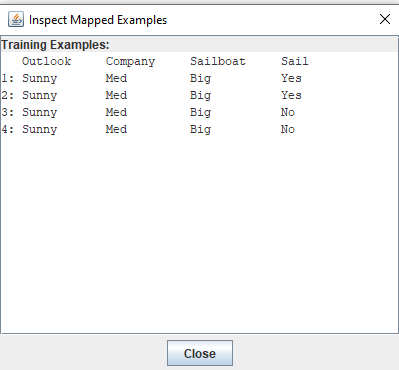 Inspect Mapped Examples
Training Examples:
Outlook Company Sailboat Sail
1: Sunny Med Big Yes
2: Sunny Med Big Yes
3: Sunny Med Big No
4: Sunny Med Big No
Close